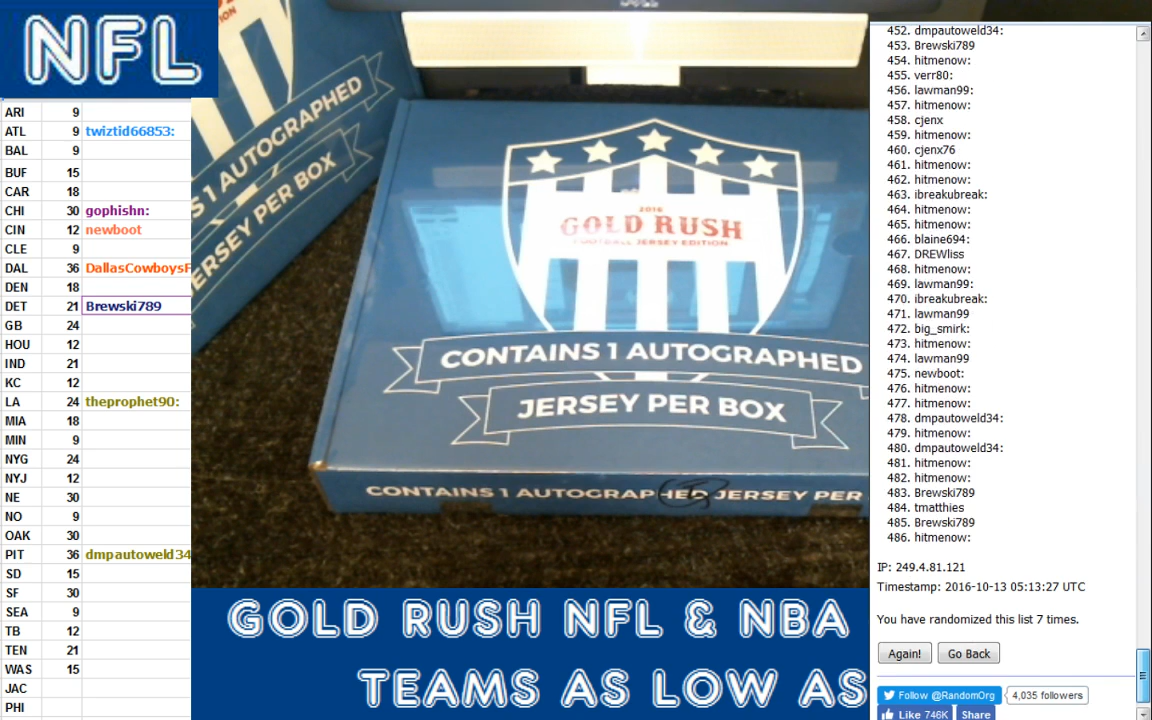 NFL
ARI 9
ATL 9 twiztid66853:
BAL 9
BUF 15
CAR 18
CHI 30 gophishn:
CIN 12 newboot
CLE 9
DAL 36 DallasCowboysF
DEN 18
DET 21 Brewski789
GB 24
HOU 12
IND 21
KC 12
LA 24 theprophet90:
MIA 18
MIN 9
NYG 24
NYJ 12
NE 30
NO 9
OAK 30
PIT 36 dmpautoweld34
SD 15
SF 30
SEA 9
TB 12
TEN 21
WAS 15
JAC
PHI
ION
S 1 AUTOGRAPHED
JERSEY PER BOX
DELL
2016
GOLD RUSH
FOOTBALL JERSEY EDITION
CONTAINS 1 AUTOGRAPHED
JERSEY PER BOX
CONTAINS 1 AUTOGRAPHED JERSEY PER
GOLD RUSH NFL & NBA
TEAMS AS LOW AS
452. dmpautoweld34:
453. Brewski789
454. hitmenow:
455. verr80:
456. lawman99:
457. hitmenow:
458. cjenx
459. hitmenow:
460. cjenx76
461. hitmenow:
462. hitmenow:
463. ibreakubreak:
464. hitmenow:
465. hitmenow:
466. blaine694:
467. DREWliss
468. hitmenow:
469. lawman99:
470. ibreakubreak:
471. lawman99
472. big_smirk:
473. hitmenow:
474. lawman99
475. newboot:
476. hitmenow:
477. hitmenow:
478. dmpautoweld34:
479. hitmenow:
480. dmpautoweld34:
481. hitmenow:
482. hitmenow:
483. Brewski789
484. tmatthies
485. Brewski789
486. hitmenow:
IP: 249.4.81.121
Timestamp: 2016-10-13 05:13:27 UTC
You have randomized this list 7 times.
Again! Go Back
Follow @RandomOrg 4,035 followers
Like 746K Share